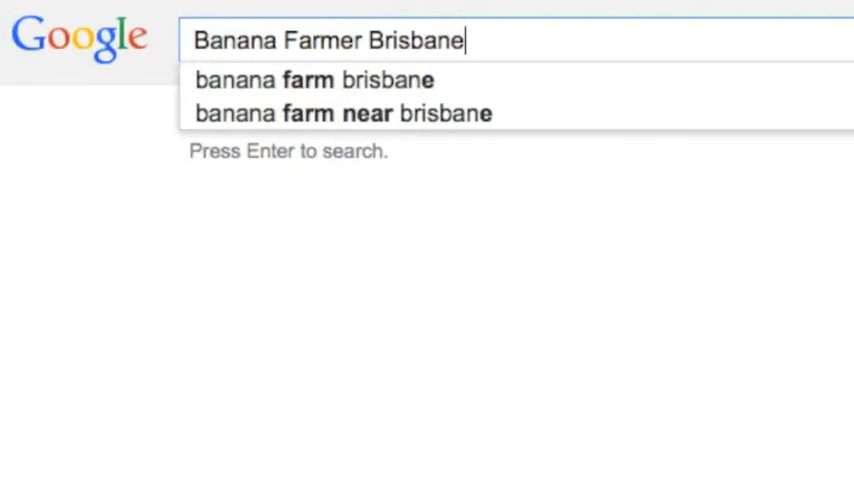 Google
Banana Farmer Brisbane
banana farm brisbane
banana farm near brisbane
Press Enter to search.